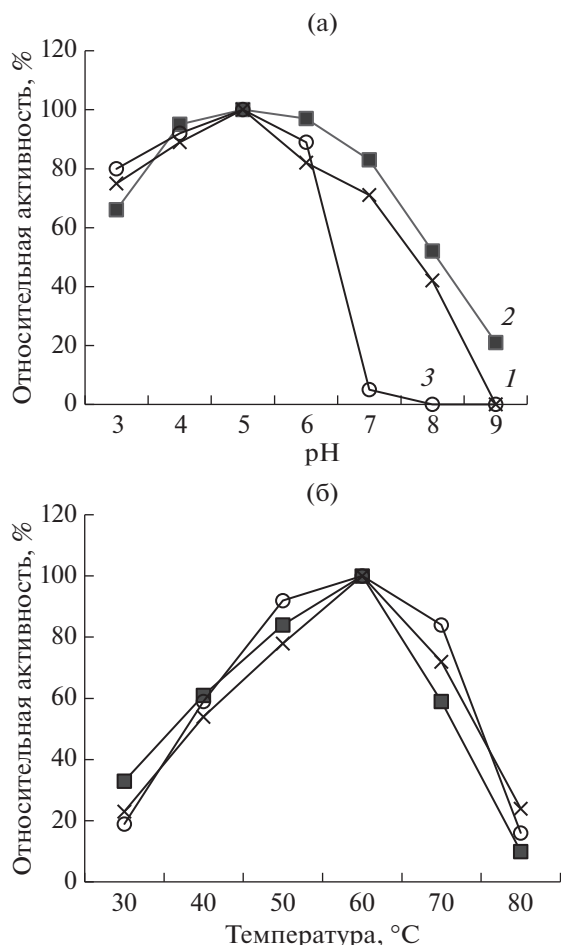 (а)
Относительная активность, %
120
100
80
60
40
20
0
2
3
1
3 4 5 6 7 8 9
pH
(б)
Относительная активность, %
120
100
80
60
40
20
0
30 40 50 60 70 80
Температура, °C